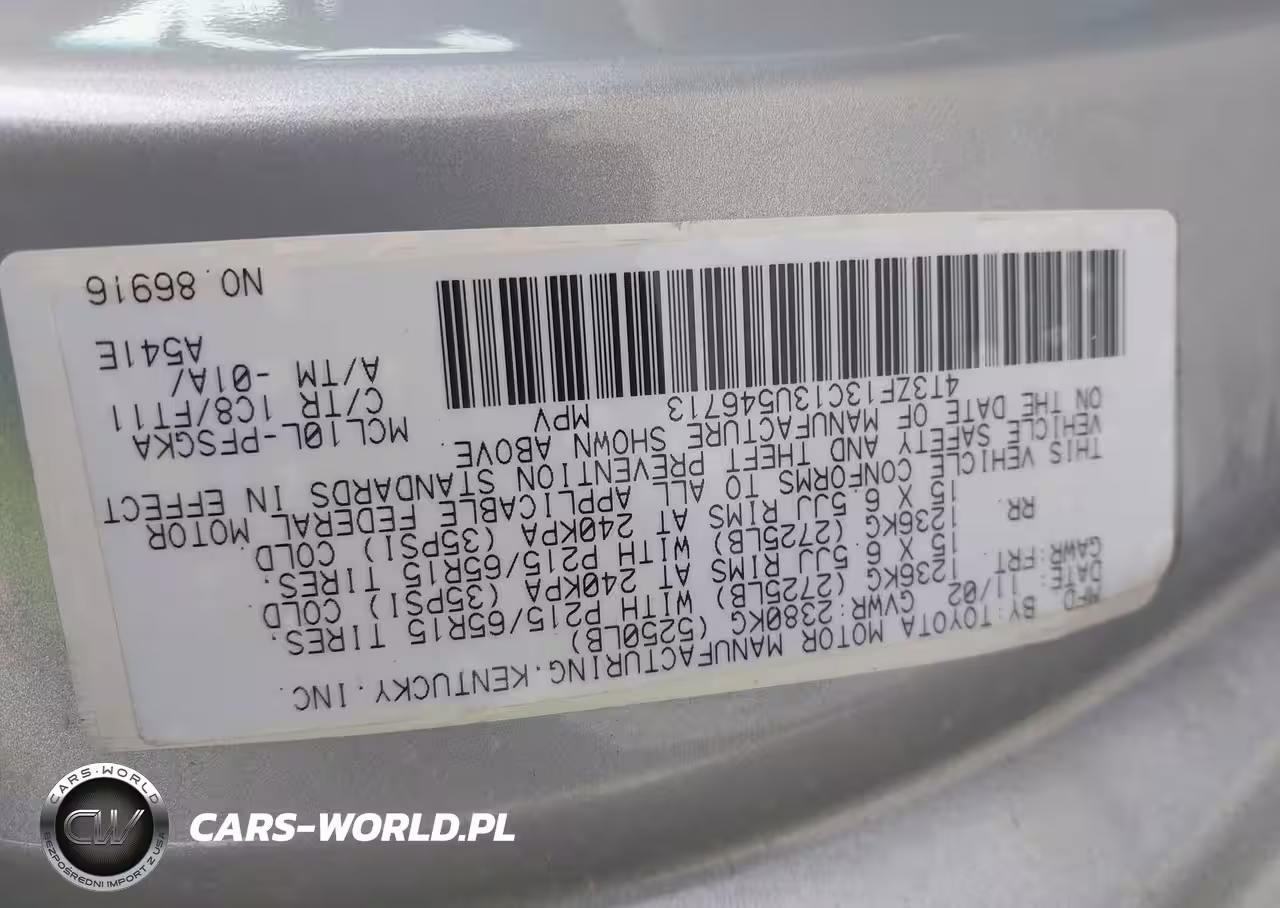 MFD BY:TOYOTA MOTOR MANUFACTURING.KENTUCKY.INC.
DATE: 11/02 GVWR:2380KG (5250LB)
GAWR:FRT 1236KG (2725LB) WITH P215/65R15 TIRES.
15 X 6.5JJ RIMS AT 240KPA (35PSI) COLD
RR. 1236KG (2725LB) WITH P215/65R15 TIRES.
15 X 6.5JJ RIMS AT 240KPA (35PSI) COLD
THIS VEHICLE CONFORMS TO ALL APPLICABLE FEDERAL MOTOR
VEHICLE SAFETY AND THEFT PREVENTION STANDARDS IN EFFECT
ON THE DATE OF MANUFACTURE SHOWN ABOVE.
4T3ZF13C13U546713 MPV
MCL10L-PFSGKA
C/TR 1C8/FT11
-01A/
A/TM A541E
NO.86916
CARS-WORLD
CW
BEZPOŚREDNI IMPORT Z USA
CARS-WORLD.PL